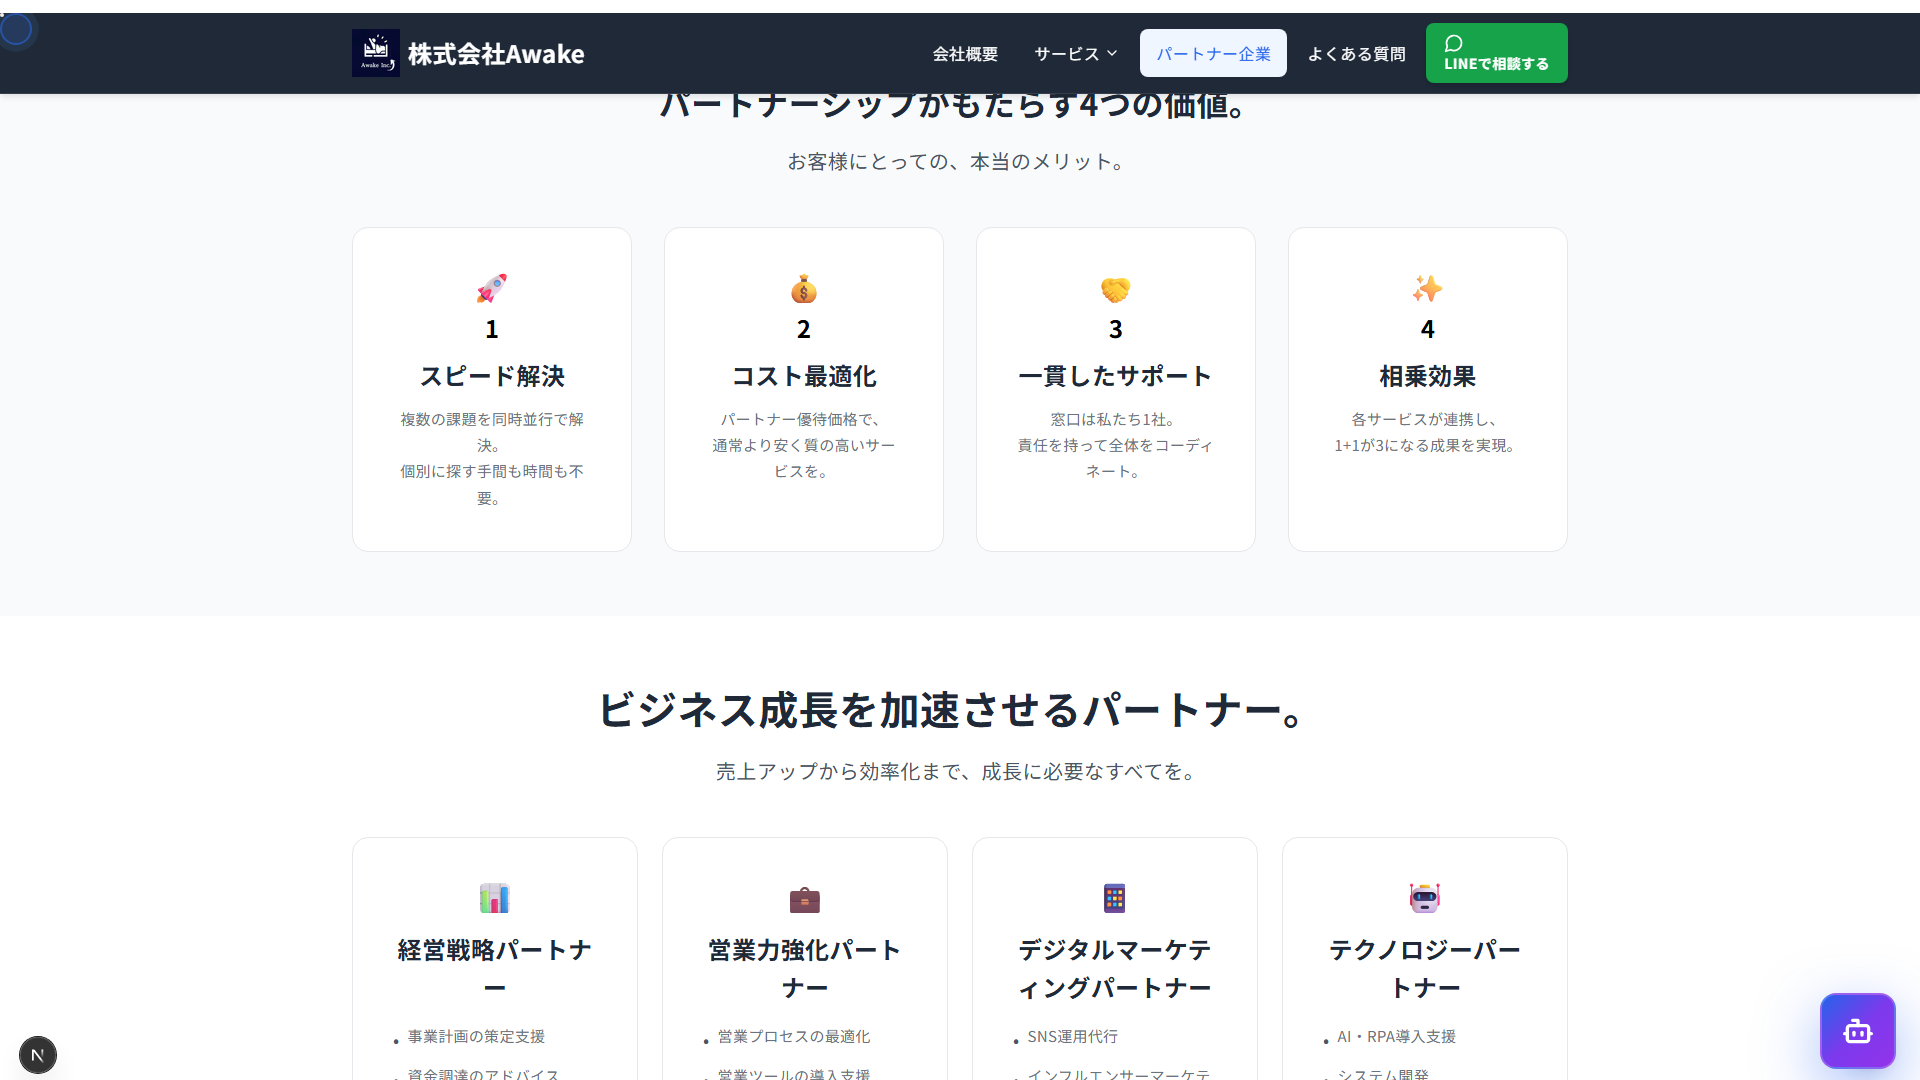 株式会社Awake
Awake Inc.
会社概要
サービス
パートナー企業
よくある質問
LINEで相談する
パートナーシップがもたらす4つの価値。
お客様にとっての、本当のメリット。
1
スピード解決
複数の課題を同時並行で解
決。
個別に探す手間も時間も不
要。
2
コスト最適化
パートナー優待価格で、
通常より安く質の高いサー
ビスを。
3
一貫したサポート
窓口は私たち1社。
責任を持って全体をコーディ
ネート。
4
相乗効果
各サービスが連携し、
1+1が3になる成果を実現。
ビジネス成長を加速させるパートナー。
売上アップから効率化まで、成長に必要なすべてを。
経営戦略パートナ
ー
• 事業計画の策定支援
• 資金調達のアドバイス
営業力強化パート
ナー
• 営業プロセスの最適化
• 営業ツールの導入支援
デジタルマーケテ
ィングパートナー
• SNS運用代行
• インフルエンサーマーケテ
テクノロジーパー
トナー
• AI・RPA導入支援
• システム開発
N